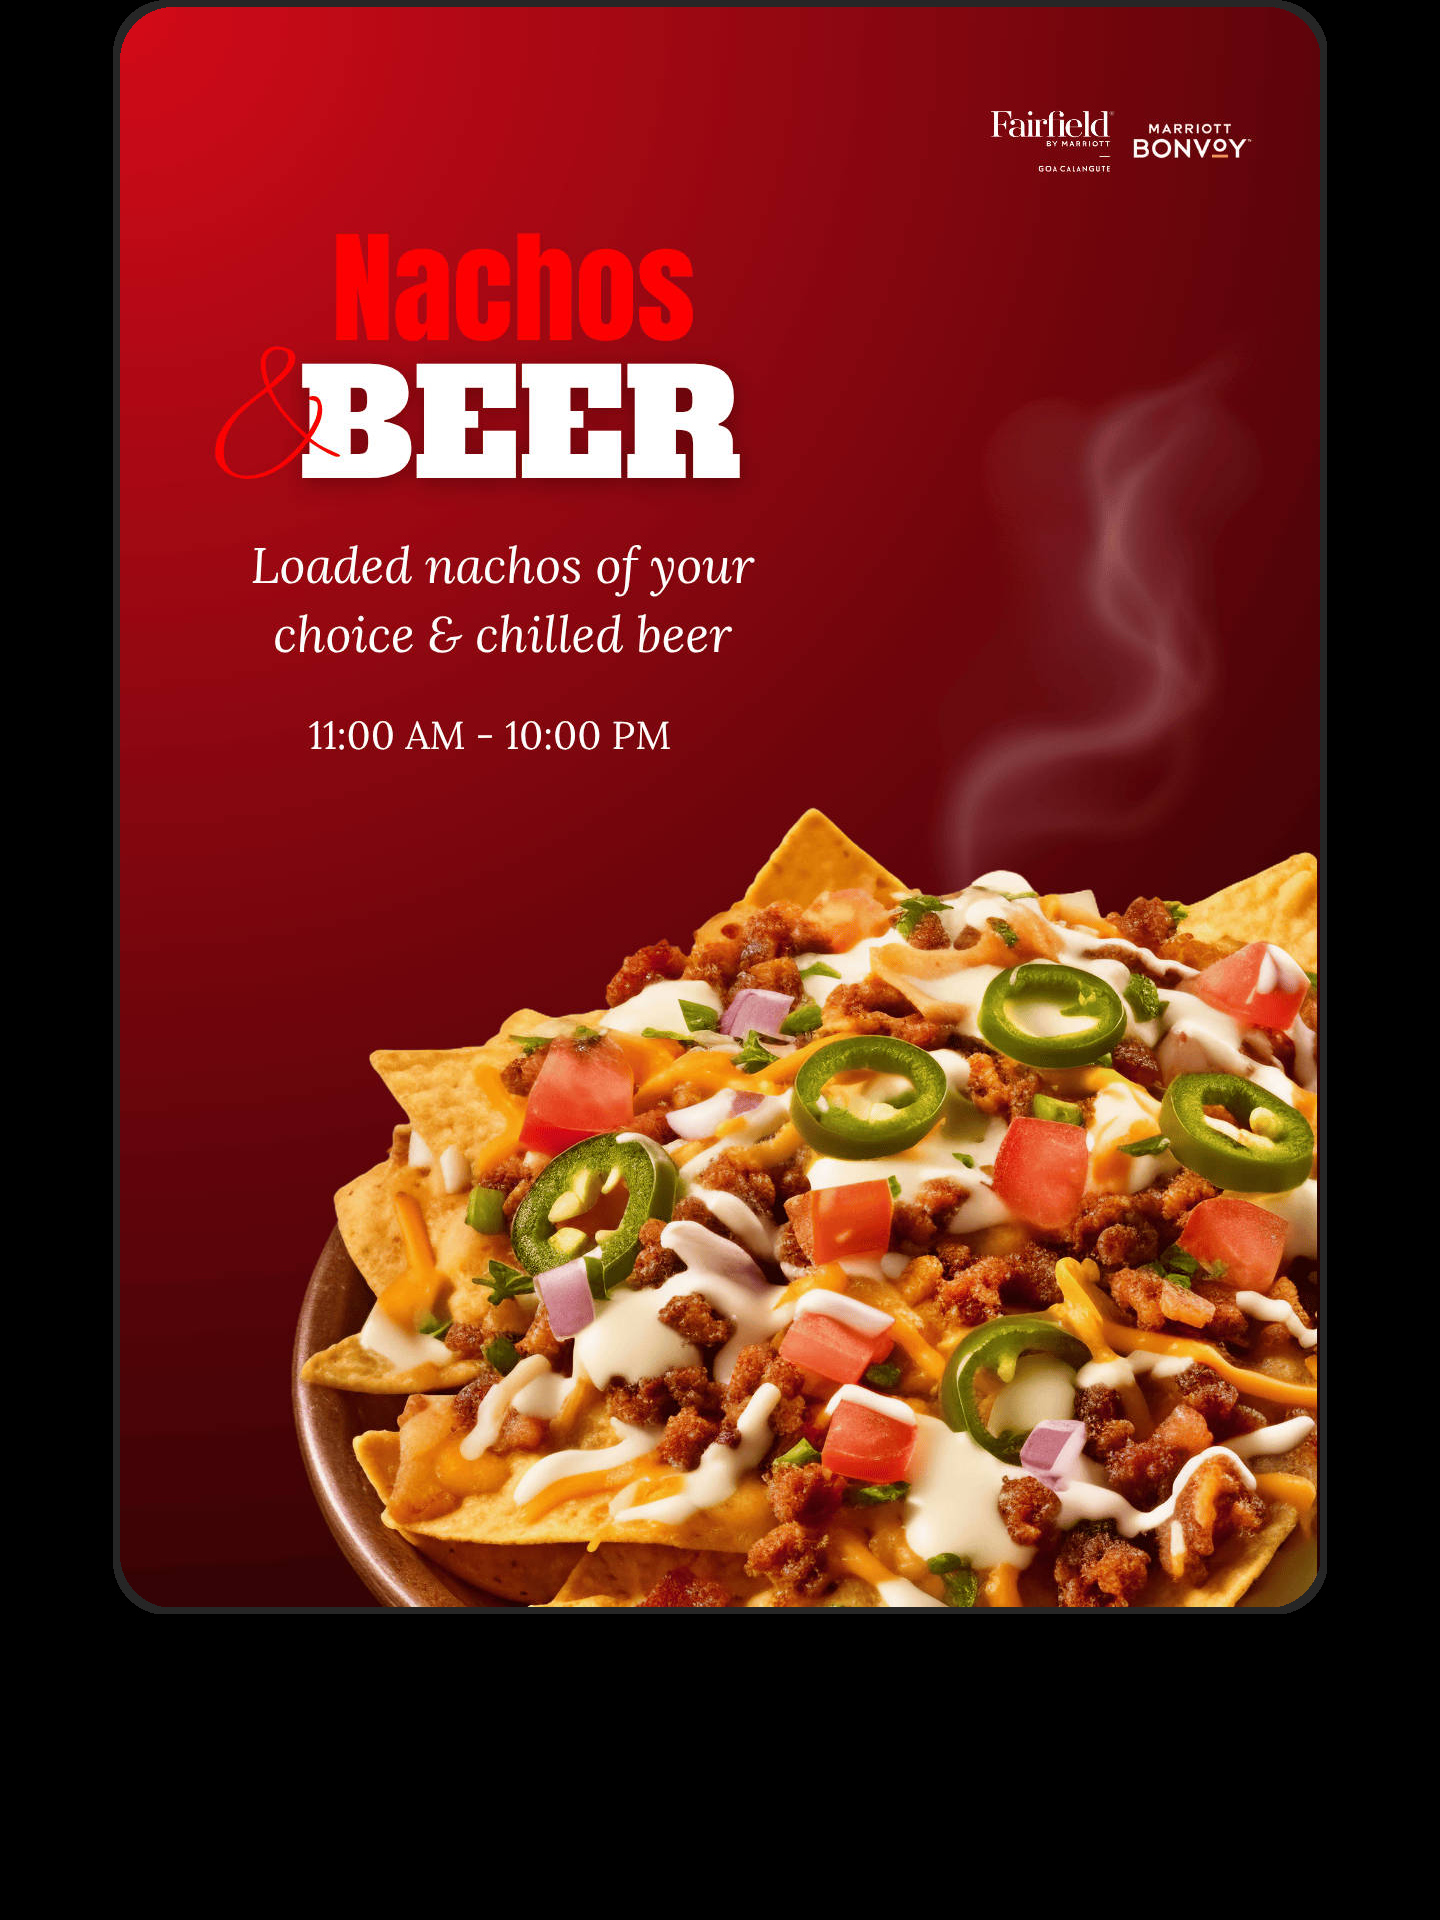 Fairfield®
BY MARRIOTT
GOA CALANGUTE
MARRIOTT
BONVOY™
Nachos
&BEER
Loaded nachos of your
choice & chilled beer
11:00 AM - 10:00 PM